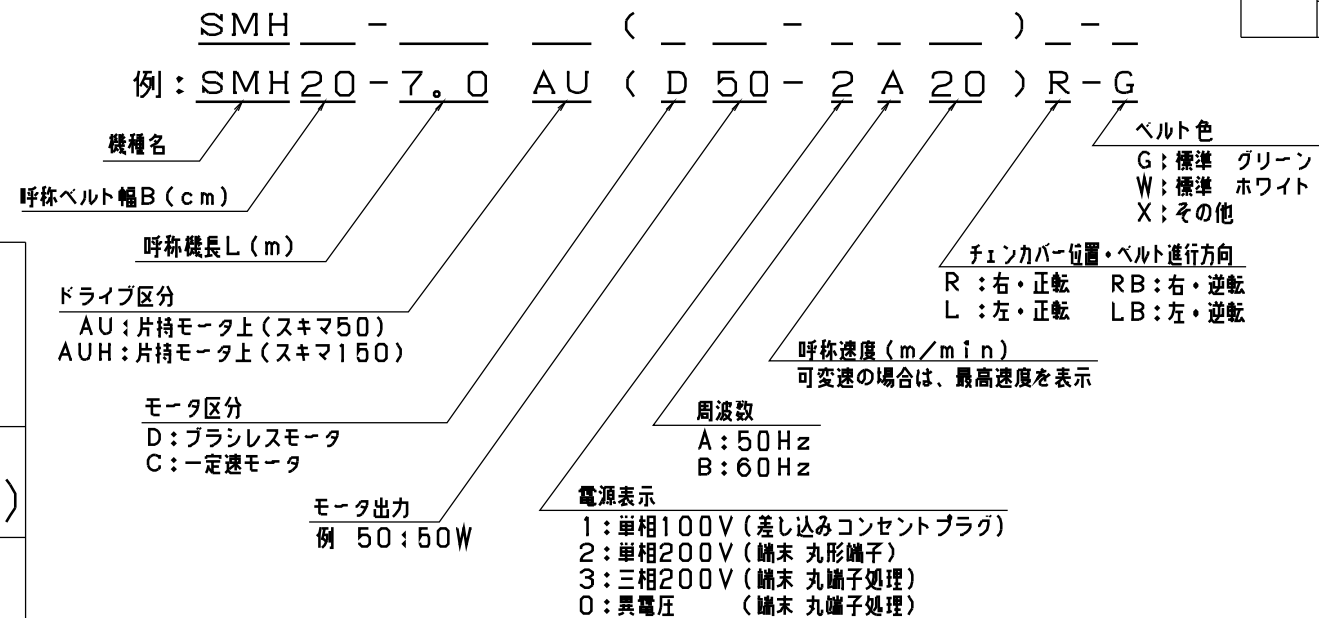 SMH __ - ___ __ ( _ __ - _ _ __ ) _ - _
例:SMH20-7.0 AU(D50-2A20)R-G
機種名
呼称ベルト幅B(cm)
呼称機長L(m)
ドライブ区分
AU:片持モータ上(スキマ50)
AUH:片持モータ上(スキマ150)
モータ区分
D:ブラシレスモータ
C:一定速モータ
モータ出力
例 50:50W
電源表示
1:単相100V(差し込みコンセントプラグ)
2:単相200V(端末 丸形端子)
3:三相200V(端末 丸端子処理)
0:異電圧 (端末 丸端子処理)
周波数
A:50Hz
B:60Hz
呼称速度(m/min)
可変速の場合は、最高速度を表示
チェンカバー位置・ベルト進行方向
R :右・正転 RB:右・逆転
L :左・正転 LB:左・逆転
ベルト色
G:標準 グリーン
W:標準 ホワイト
X:その他
)